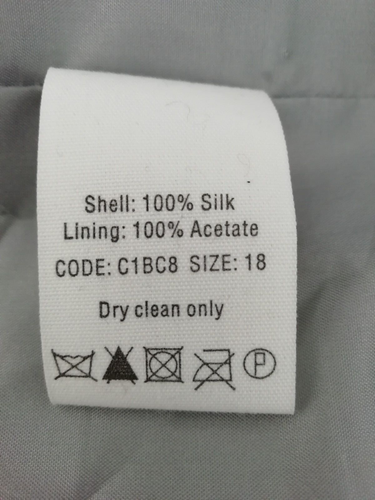 Shell: 100% Silk
Lining: 100% Acetate
CODE: C1BC8 SIZE: 18
Dry clean only
P